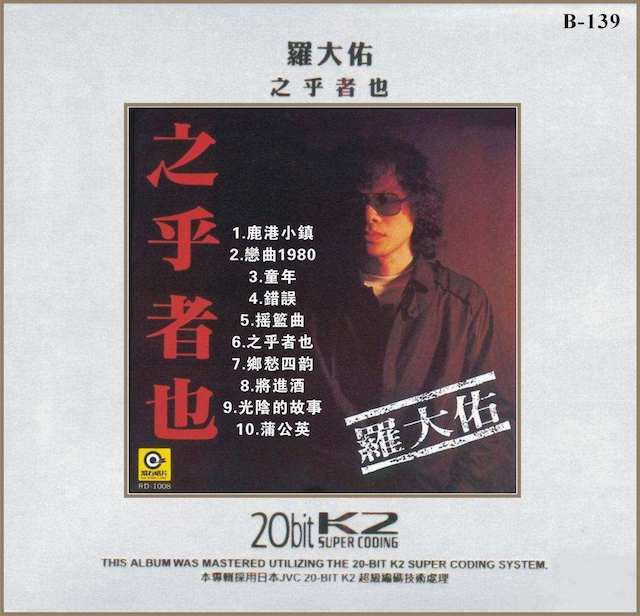 B-139
羅大佑
之乎者也
之乎者也
1.鹿港小鎮
2.戀曲1980
3.童年
4.錯誤
5.摇籃曲
6.之乎者也
7.鄉愁四韵
8.將進酒
9.光陰的故事
10.蒲公英
羅大佑
滾石唱片
RD-1008
20bit K2
SUPER CODING
THIS ALBUM WAS MASTERED UTILIZING THE 20-BIT K2 SUPER CODING SYSTEM.
本專輯採用日本JVC 20-BIT K2 超級編碼技術處理